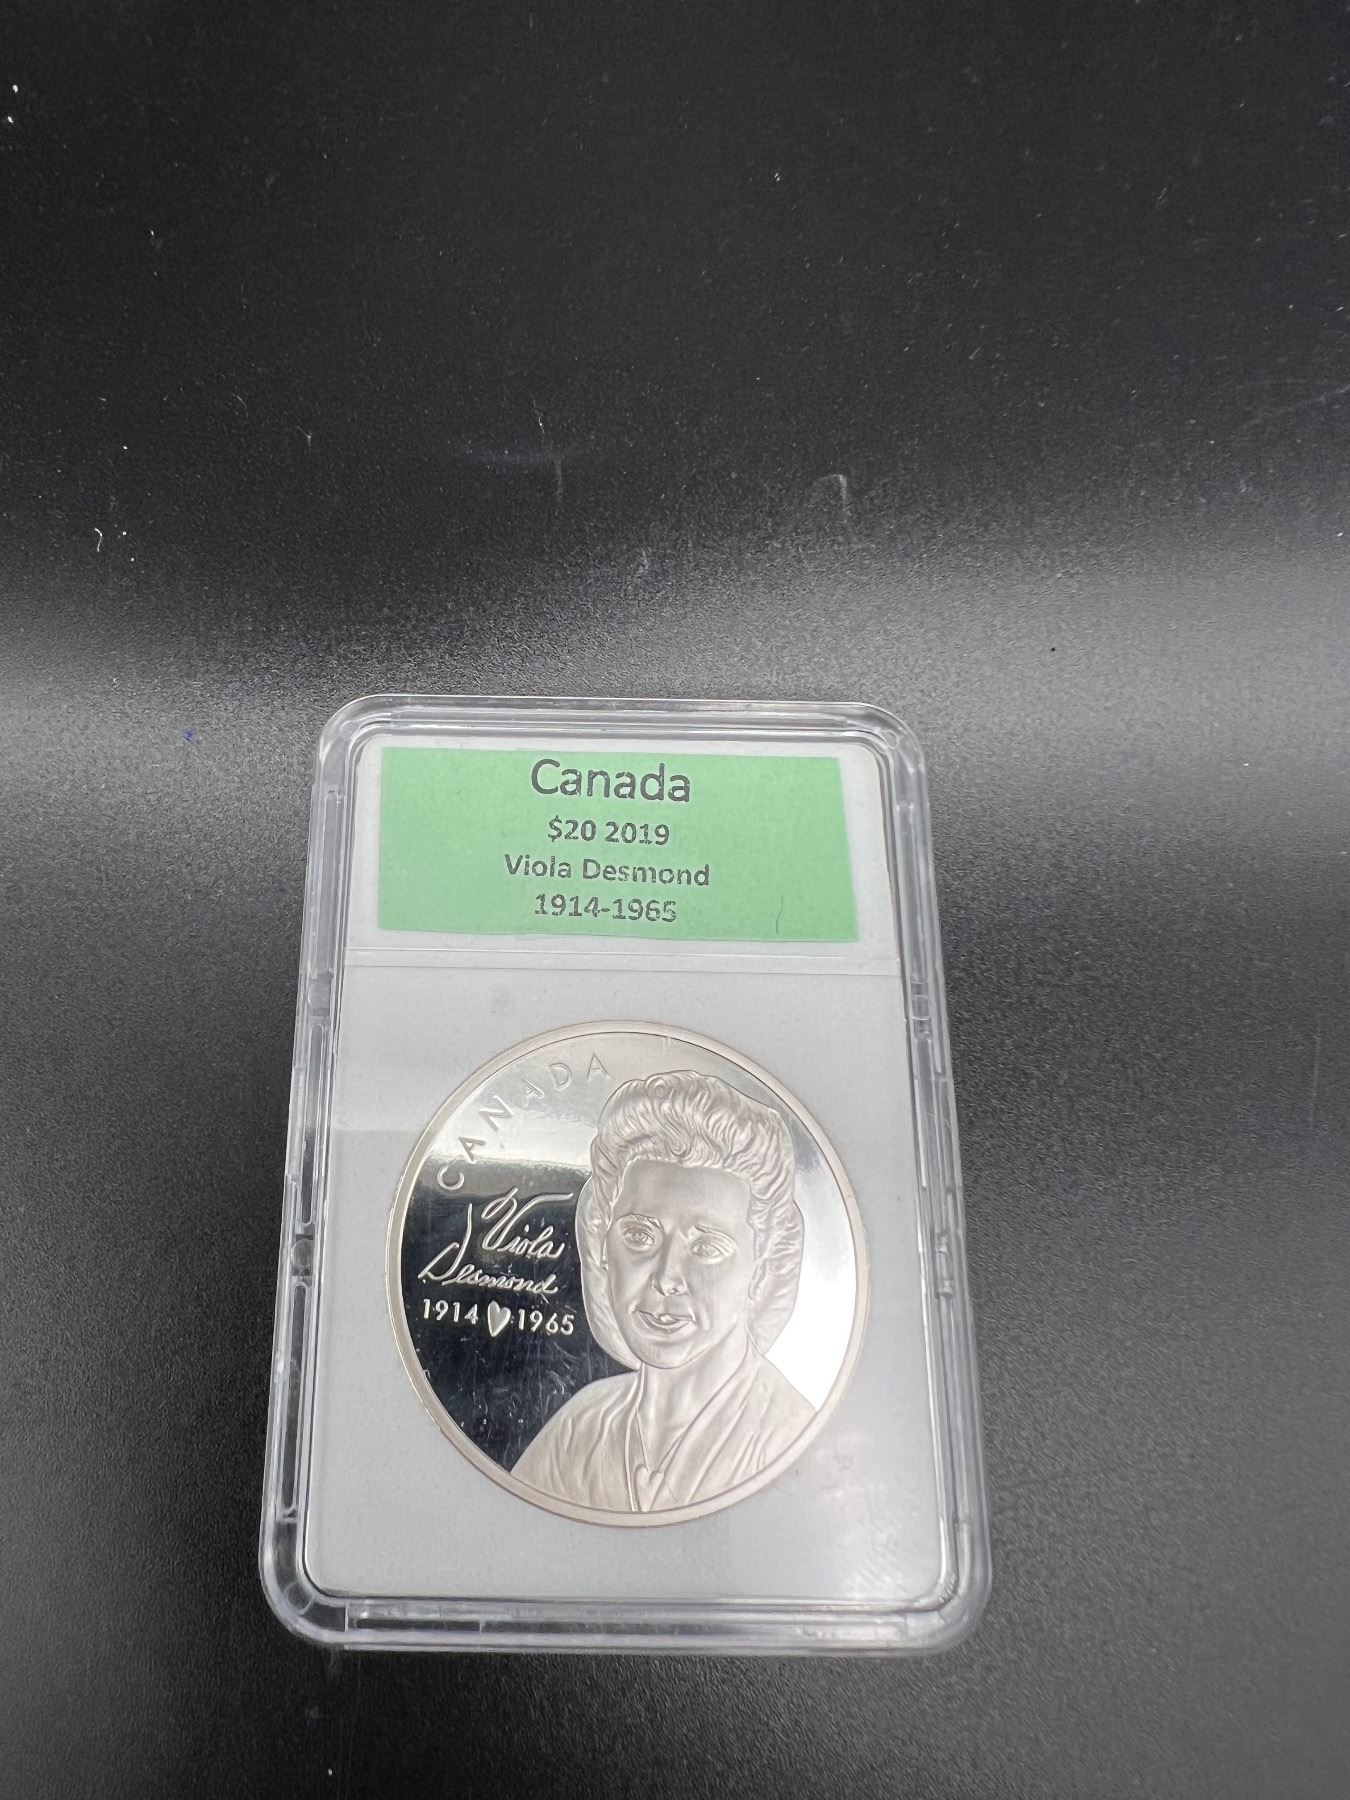 Canada
$20 2019
Viola Desmond
1914-1965
CANADA
Viola
Desmond
1914 1965